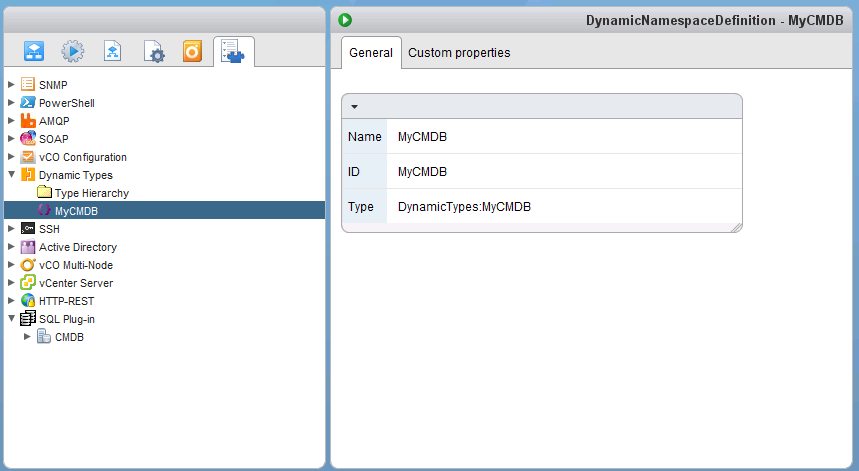 DynamicNamespaceDefinition - MyCMDB
General Custom properties
SNMP
PowerShell
AMQP
SOAP
vCO Configuration
Dynamic Types
Type Hierarchy
MyCMDB
SSH
Active Directory
vCO Multi-Node
vCenter Server
HTTP-REST
SQL Plug-in
CMDB
Name MyCMDB
ID MyCMDB
Type DynamicTypes:MyCMDB